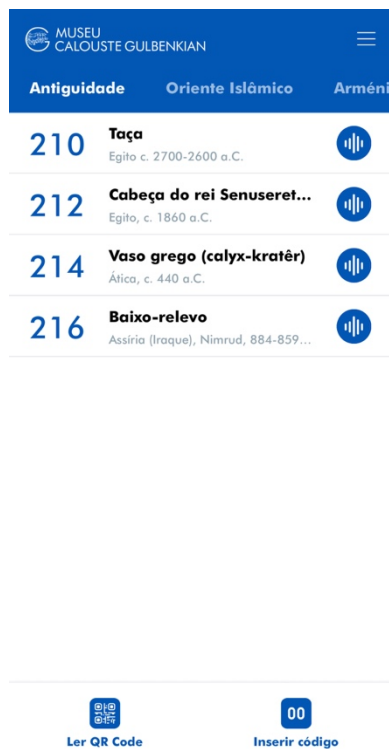 MUSEU
CALOUSTE GULBENKIAN
Antiguidade Oriente Islâmico Arméni
210 Taça
Egito c. 2700-2600 a.C.
212 Cabeça do rei Senuseret...
Egito, c. 1860 a.C.
214 Vaso grego (calyx-kratêr)
Ática, c. 440 a.C.
216 Baixo-relevo
Assíria (Iraque), Nimrud, 884-859...
00
Ler QR Code Inserir código